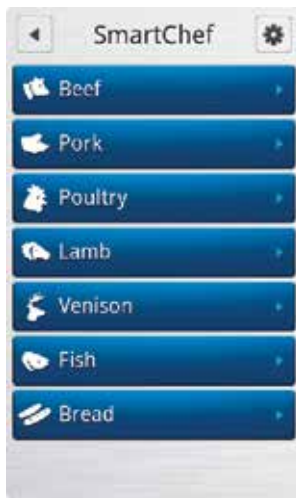 SmartChef
Beef
Pork
Poultry
Lamb
Venison
Fish
Bread